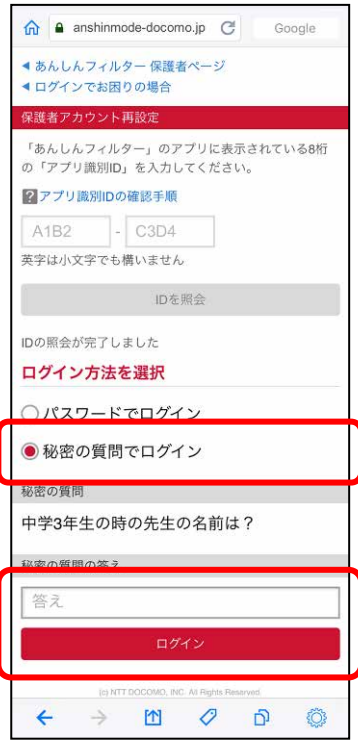 anshinmode-docomo.jp Google
◀ あんしんフィルター 保護者ページ
◀ ログインでお困りの場合
保護者アカウント再設定
「あんしんフィルター」のアプリに表示されている8桁
の「アプリ識別ID」を入力してください。
? アプリ識別IDの確認手順
A1B2 - C3D4
英字は小文字でも構いません
IDを照会
IDの照会が完了しました
ログイン方法を選択
パスワードでログイン
秘密の質問でログイン
秘密の質問
中学3年生の時の先生の名前は？
秘密の質問の答え
答え
ログイン
(c) NTT DOCOMO, INC. All Rights Reserved.